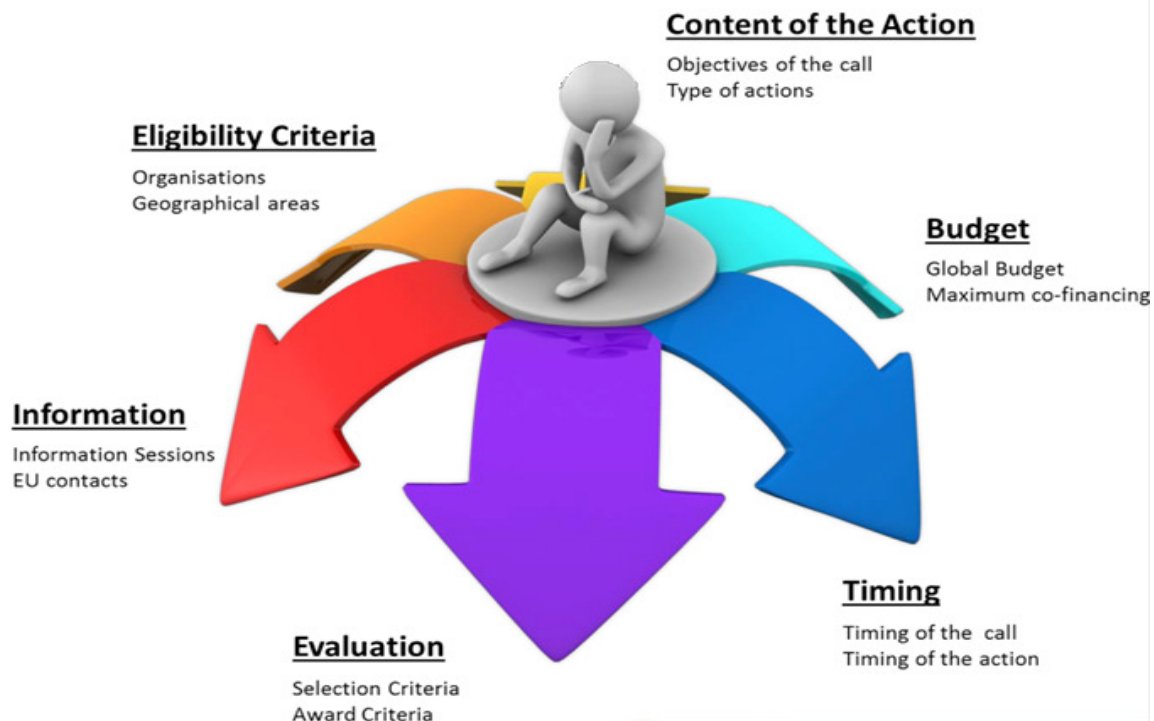 Content of the Action
Objectives of the call
Type of actions
Eligibility Criteria
Organisations
Geographical areas
Budget
Global Budget
Maximum co-financing
Information
Information Sessions
EU contacts
Timing
Timing of the call
Timing of the action
Evaluation
Selection Criteria
Award Criteria